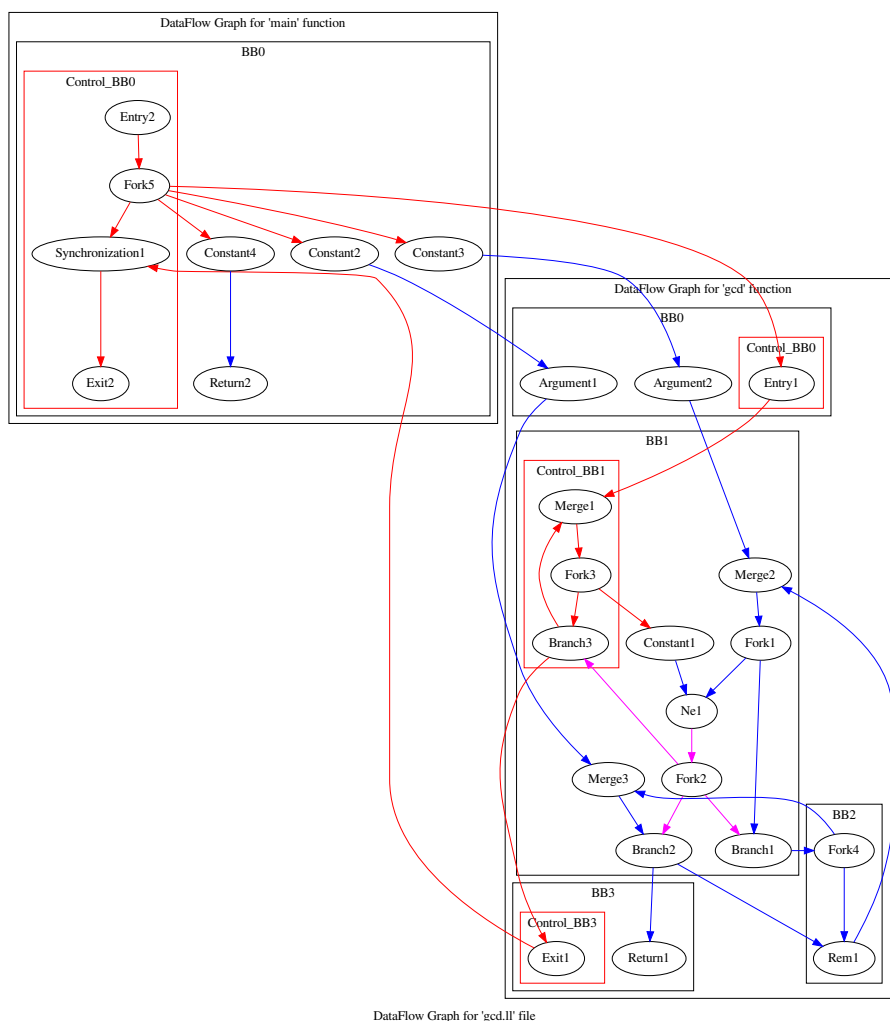 DataFlow Graph for 'main' function
BB0
Control_BB0
Entry2
Fork5
Synchronization1
Constant4
Constant2
Constant3
Exit2
Return2
DataFlow Graph for 'gcd' function
BB0
Control_BB0
Argument1
Argument2
Entry1
BB1
Control_BB1
Merge1
Fork3
Merge2
Branch3
Constant1
Fork1
Ne1
Merge3
Fork2
BB2
Branch2
Branch1
Fork4
BB3
Control_BB3
Exit1
Return1
Rem1
DataFlow Graph for 'gcd.ll' file